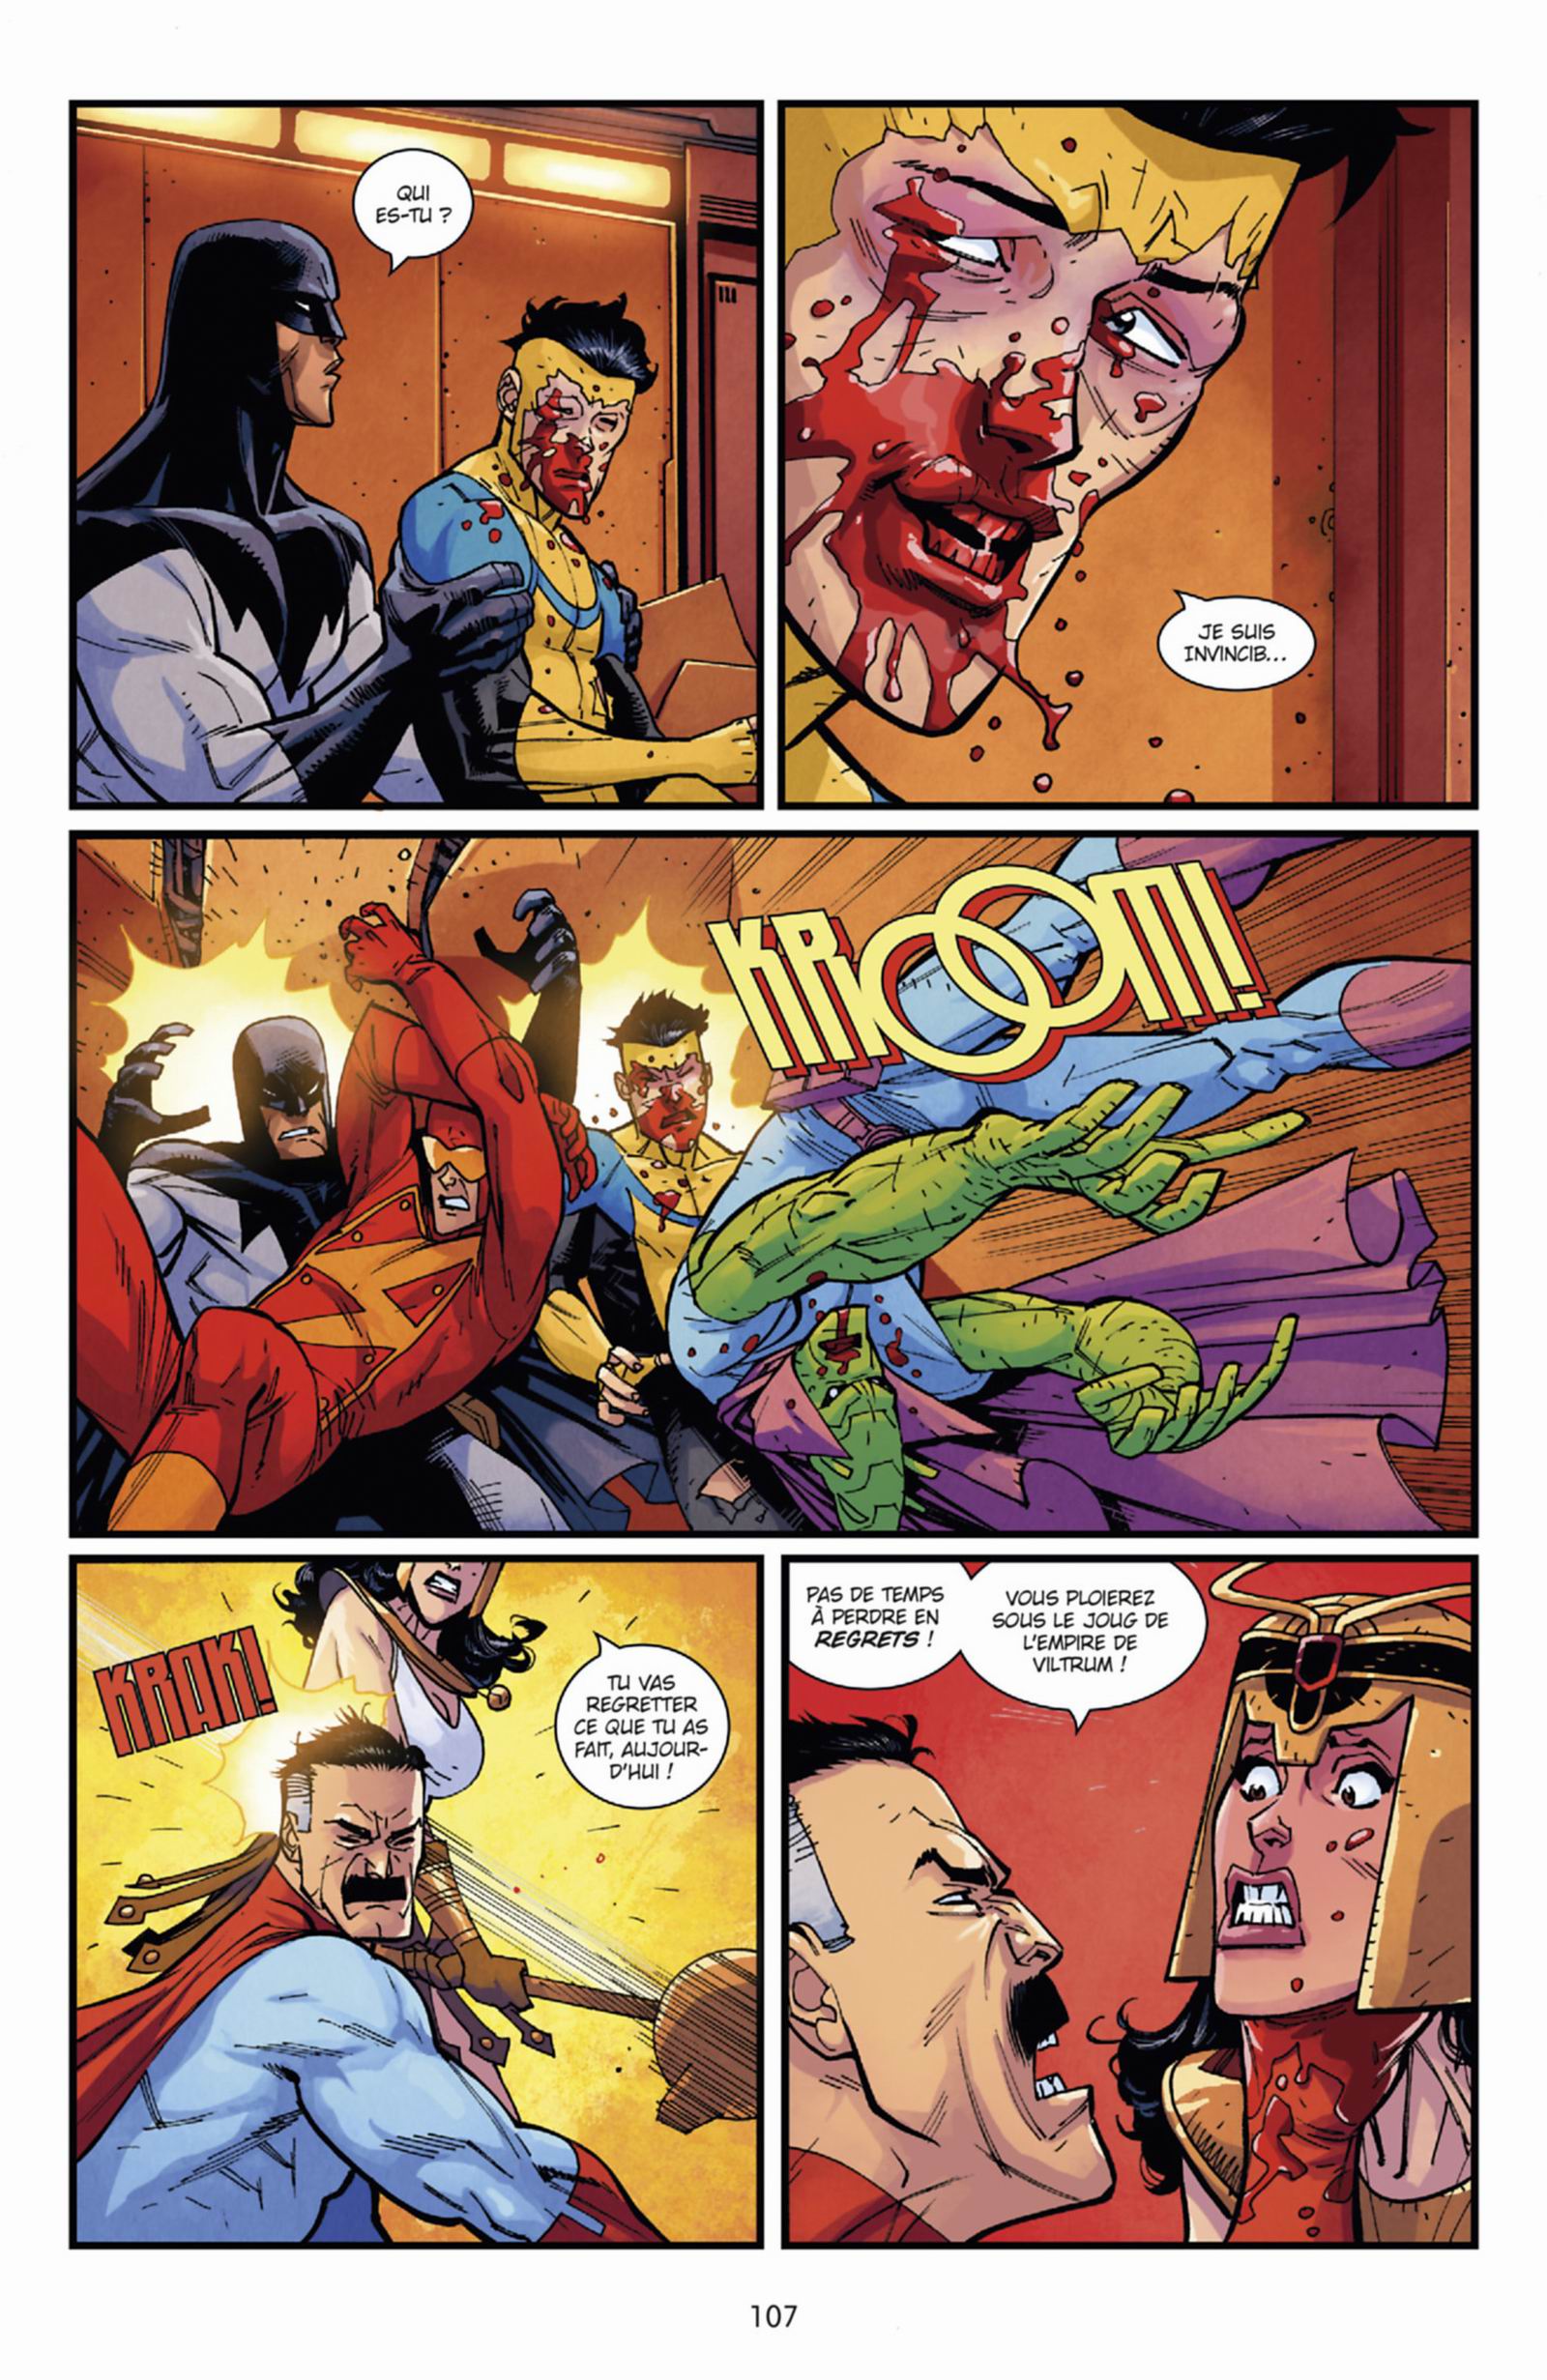 QUI
ES-TU ?
JE SUIS
INVINCIB...
KROOM!
KRAK!
TU VAS
REGRETTER
CE QUE TU AS
FAIT, AUJOUR-
D'HUI !
PAS DE TEMPS
À PERDRE EN
REGRETS !
VOUS PLOIEREZ
SOUS LE JOUG DE
L'EMPIRE DE
VILTRUM !
107